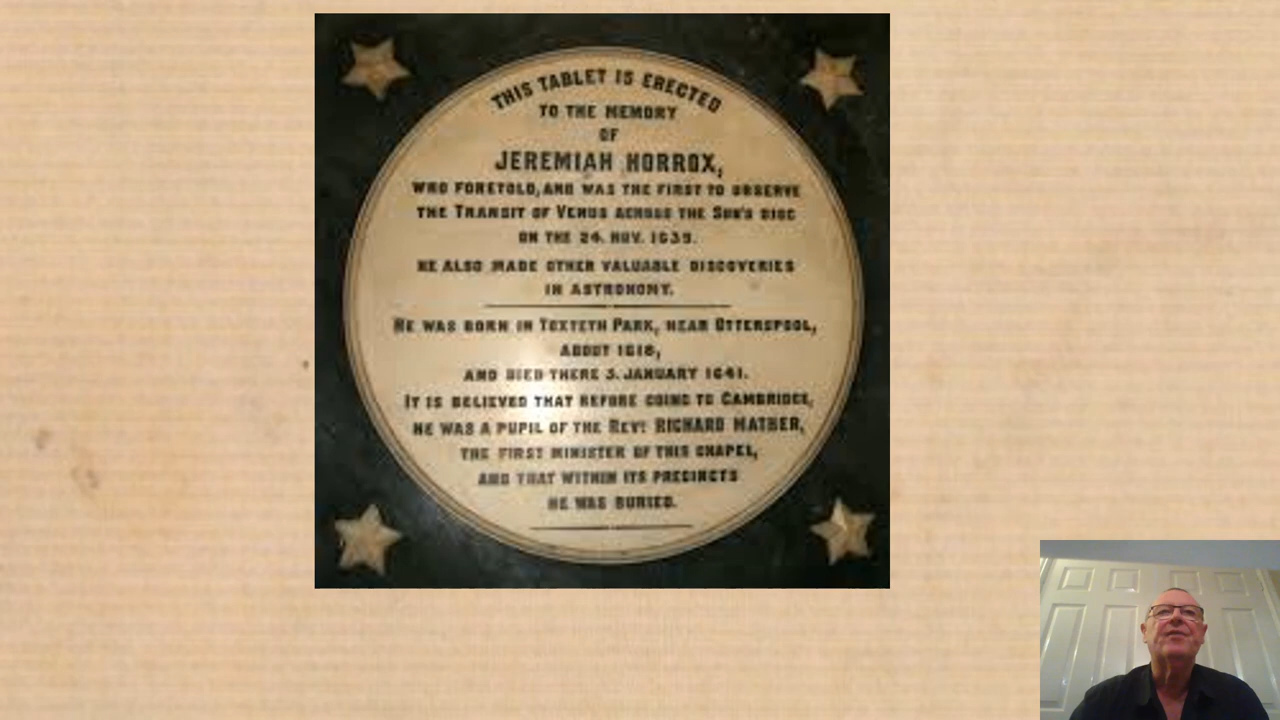 THIS TABLET IS ERECTED
TO THE MEMORY
OF
JEREMIAH HORROX,
WHO FORETOLD, AND WAS THE FIRST TO OBSERVE
THE TRANSIT OF VENUS ACROSS THE SUN'S DISC
ON THE 24. NOV. 1639.
HE ALSO MADE OTHER VALUABLE DISCOVERIES
IN ASTRONOMY.
HE WAS BORN IN TOXTETH PARK, NEAR OTTERSPOOL,
ABOUT 1618,
AND DIED THERE 3. JANUARY 1641.
IT IS BELIEVED THAT BEFORE GOING TO CAMBRIDGE,
HE WAS A PUPIL OF THE REVD RICHARD MATHER,
THE FIRST MINISTER OF THIS CHAPEL,
AND THAT WITHIN ITS PRECINCTS
HE WAS BURIED.